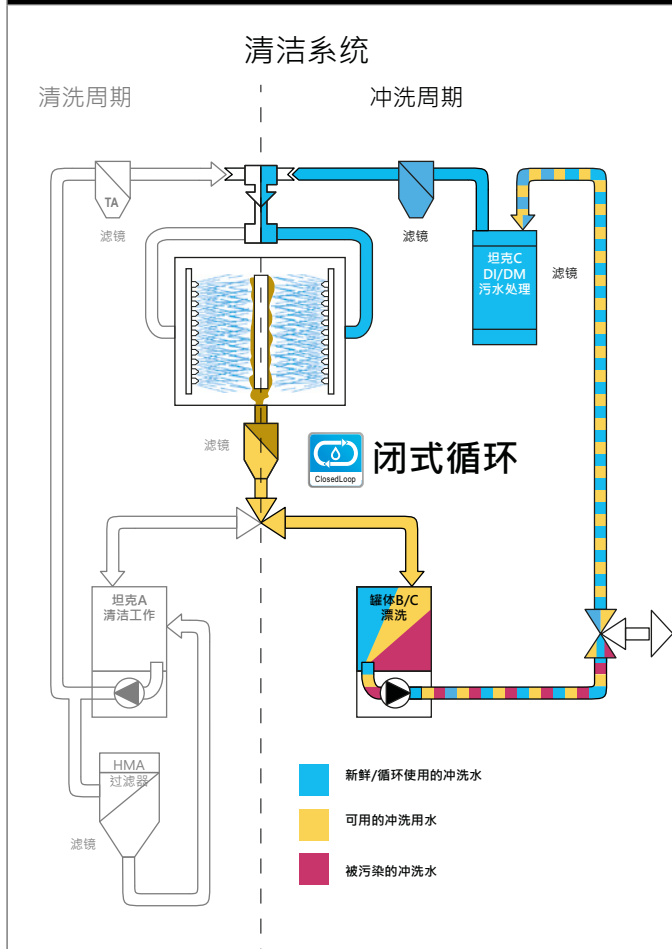 清洁系统
清洗周期
冲洗周期
TA
滤镜
滤镜
坦克C
DI/DM
污水处理
滤镜
滤镜
ClosedLoop
闭式循环
坦克A
清洁工作
罐体B/C
漂洗
HMA
过滤器
滤镜
新鲜/循环使用的冲洗水
可用的冲洗用水
被污染的冲洗水